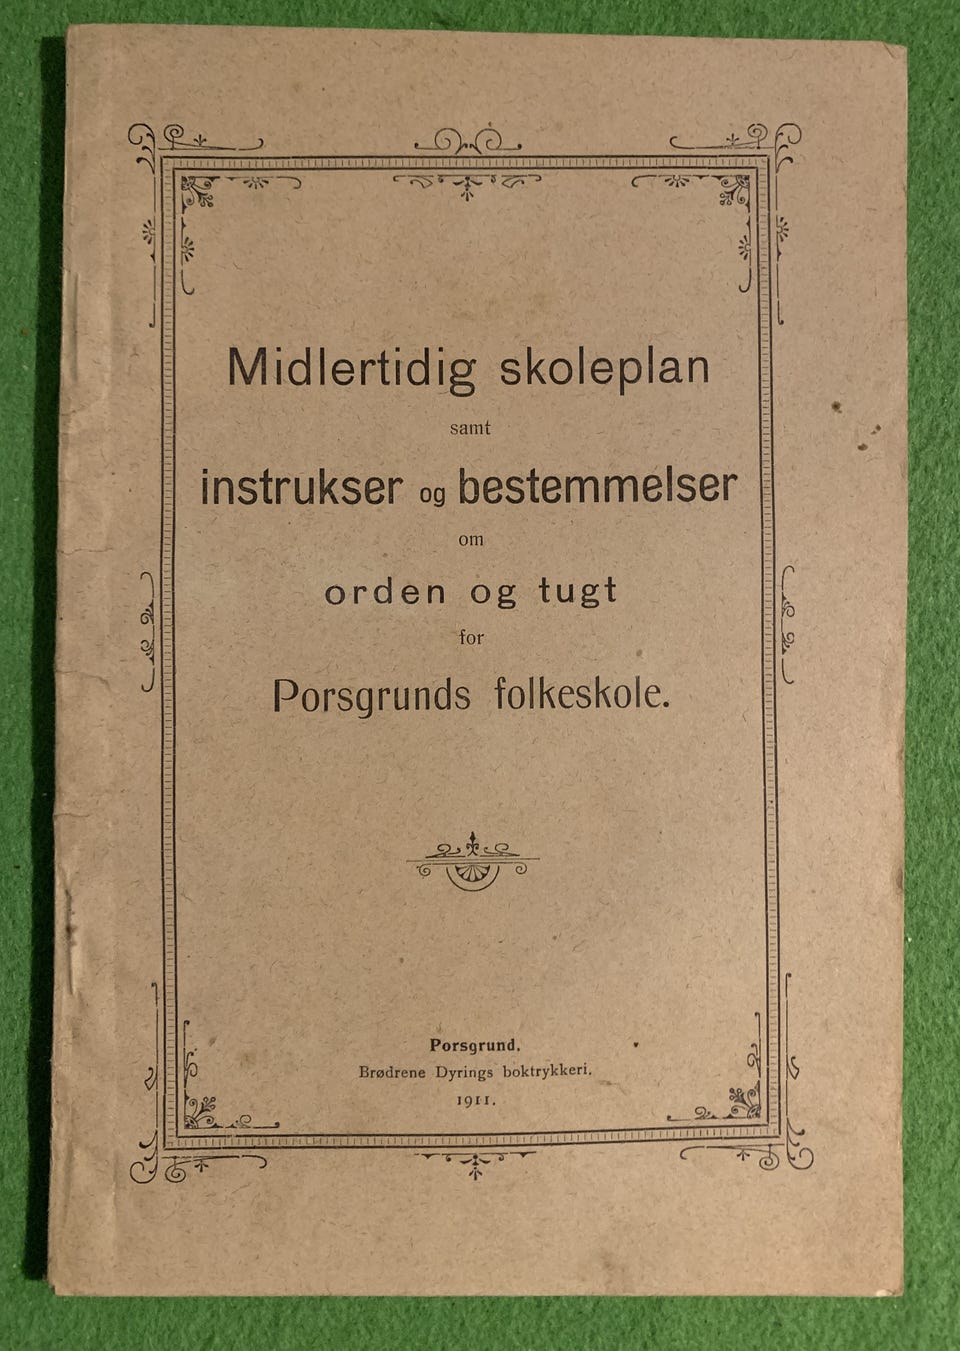 Midlertidig skoleplan
samt
instrukser og bestemmelser
om
orden og tugt
for
Porsgrunds folkeskole.
Porsgrund.
Brødrene Dyrings boktrykkeri.
1911.